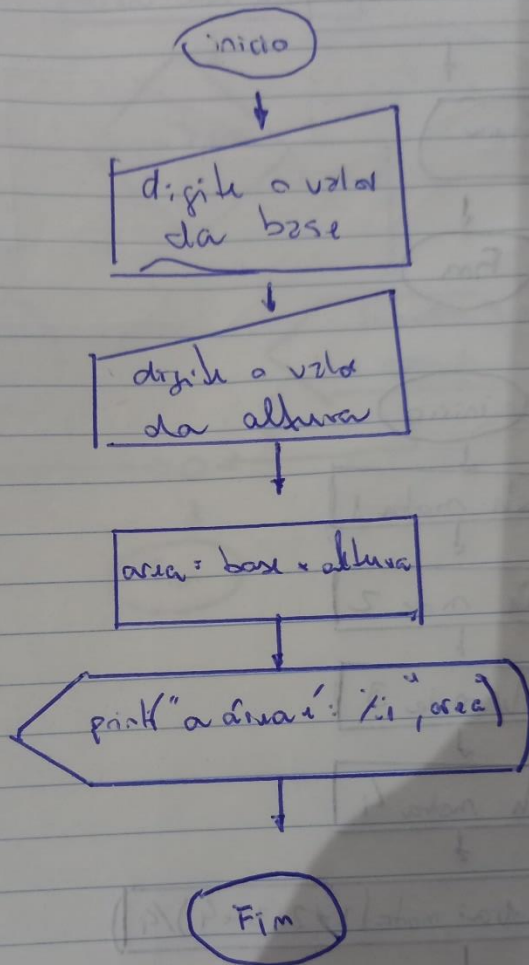 inicio
digite o valor
da base
digite o valor
da altura
area = base * altura
print("a área é: %i", area)
Fim